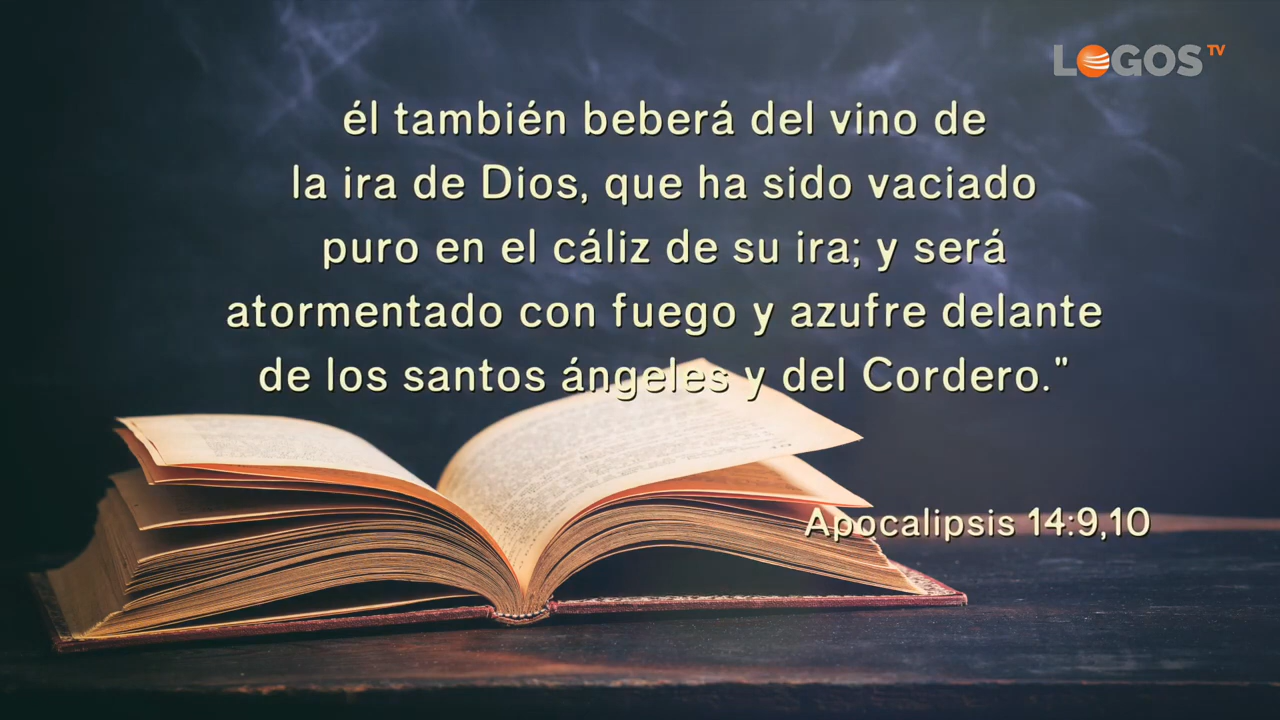 LOGOS TV
él también beberá del vino de
la ira de Dios, que ha sido vaciado
puro en el cáliz de su ira; y será
atormentado con fuego y azufre delante
de los santos ángeles y del Cordero."
Apocalipsis 14:9,10